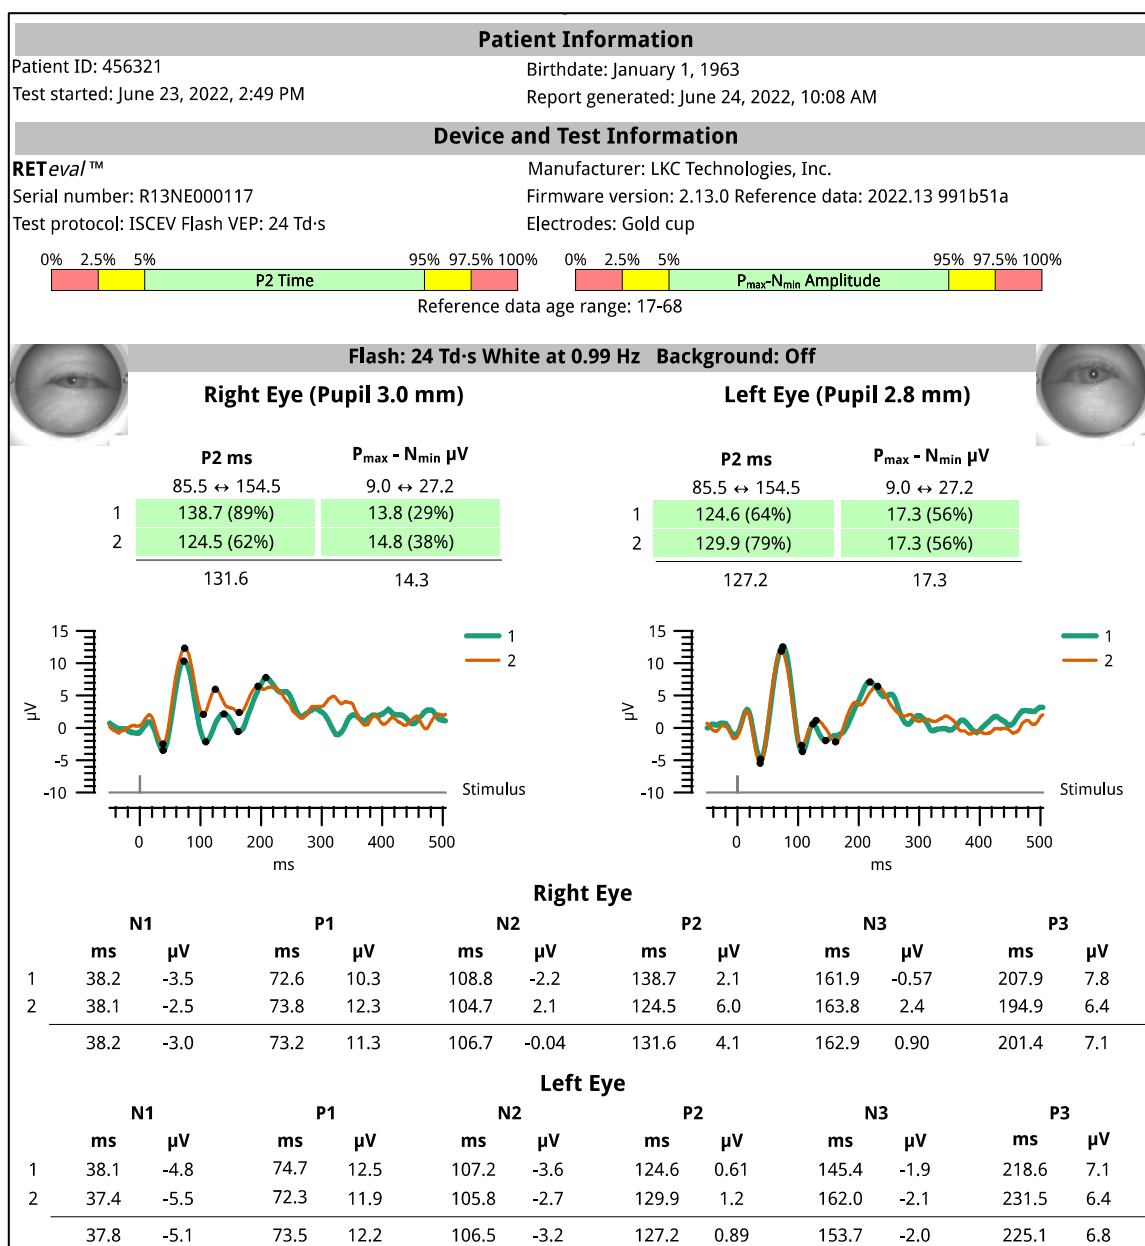 Patient Information
Patient ID: 456321
Birthdate: January 1, 1963
Test started: June 23, 2022, 2:49 PM
Report generated: June 24, 2022, 10:08 AM
Device and Test Information
RETeval ™
Manufacturer: LKC Technologies, Inc.
Serial number: R13NE000117
Firmware version: 2.13.0 Reference data: 2022.13 991b51a
Test protocol: ISCEV Flash VEP: 24 Td·s
Electrodes: Gold cup
0% 2.5% 5% 95% 97.5% 100%
P2 Time
0% 2.5% 5% 95% 97.5% 100%
Pmax-Nmin Amplitude
Reference data age range: 17-68
Flash: 24 Td·s White at 0.99 Hz Background: Off
Right Eye (Pupil 3.0 mm)
P2 ms Pmax - Nmin µV
85.5 ↔ 154.5 9.0 ↔ 27.2
1 138.7 (89%) 13.8 (29%)
2 124.5 (62%) 14.8 (38%)
131.6 14.3
Left Eye (Pupil 2.8 mm)
P2 ms Pmax - Nmin µV
85.5 ↔ 154.5 9.0 ↔ 27.2
1 124.6 (64%) 17.3 (56%)
2 129.9 (79%) 17.3 (56%)
127.2 17.3
15
10
5
0
-5
-10
µV
1
2
Stimulus
0 100 200 300 400 500
ms
15
10
5
0
-5
-10
µV
1
2
Stimulus
0 100 200 300 400 500
ms
Right Eye
N1 P1 N2 P2 N3 P3
ms µV ms µV ms µV ms µV ms µV ms µV
1 38.2 -3.5 72.6 10.3 108.8 -2.2 138.7 2.1 161.9 -0.57 207.9 7.8
2 38.1 -2.5 73.8 12.3 104.7 2.1 124.5 6.0 163.8 2.4 194.9 6.4
38.2 -3.0 73.2 11.3 106.7 -0.04 131.6 4.1 162.9 0.90 201.4 7.1
Left Eye
N1 P1 N2 P2 N3 P3
ms µV ms µV ms µV ms µV ms µV ms µV
1 38.1 -4.8 74.7 12.5 107.2 -3.6 124.6 0.61 145.4 -1.9 218.6 7.1
2 37.4 -5.5 72.3 11.9 105.8 -2.7 129.9 1.2 162.0 -2.1 231.5 6.4
37.8 -5.1 73.5 12.2 106.5 -3.2 127.2 0.89 153.7 -2.0 225.1 6.8